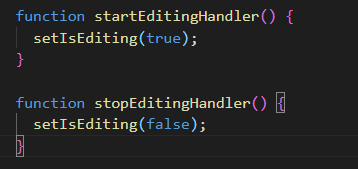 function startEditingHandler() {
  setIsEditing(true);
}
function stopEditingHandler() {
  setIsEditing(false);
}